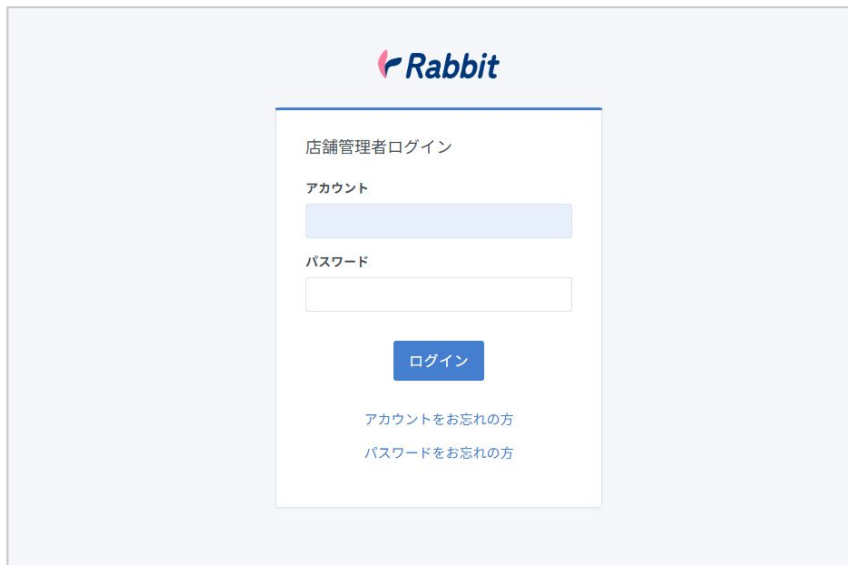 Rabbit
店舗管理者ログイン
アカウント
パスワード
ログイン
アカウントをお忘れの方
パスワードをお忘れの方